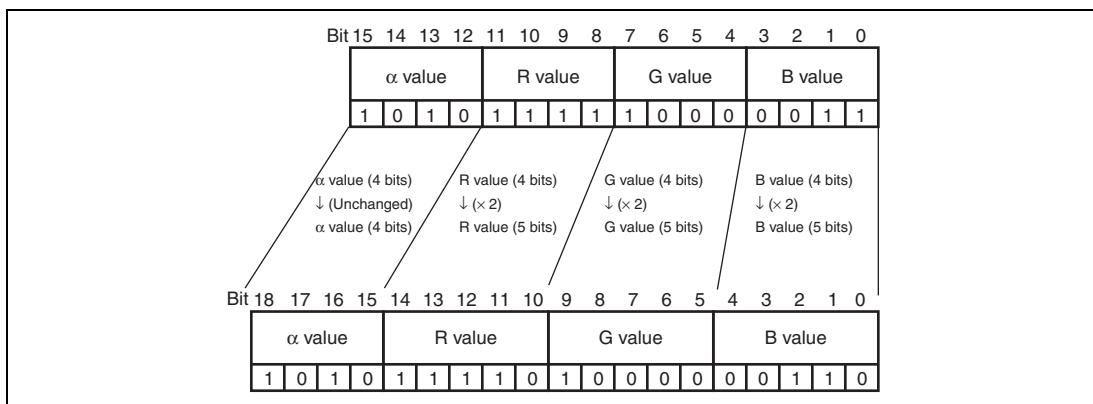 Bit 15 14 13 12 11 10 9 8 7 6 5 4 3 2 1 0
α value R value G value B value
1 0 1 0 1 1 1 1 1 0 0 0 0 0 1 1
α value (4 bits) R value (4 bits) G value (4 bits) B value (4 bits)
↓ (Unchanged) ↓ (× 2) ↓ (× 2) ↓ (× 2)
α value (4 bits) R value (5 bits) G value (5 bits) B value (5 bits)
Bit 18 17 16 15 14 13 12 11 10 9 8 7 6 5 4 3 2 1 0
α value R value G value B value
1 0 1 0 1 1 1 1 0 1 0 0 0 0 0 0 1 1 0